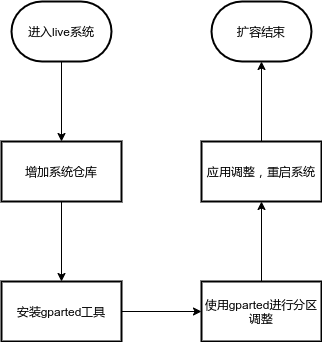 进入live系统
增加系统仓库
安装gparted工具
使用gparted进行分区
调整
应用调整，重启系统
扩容结束